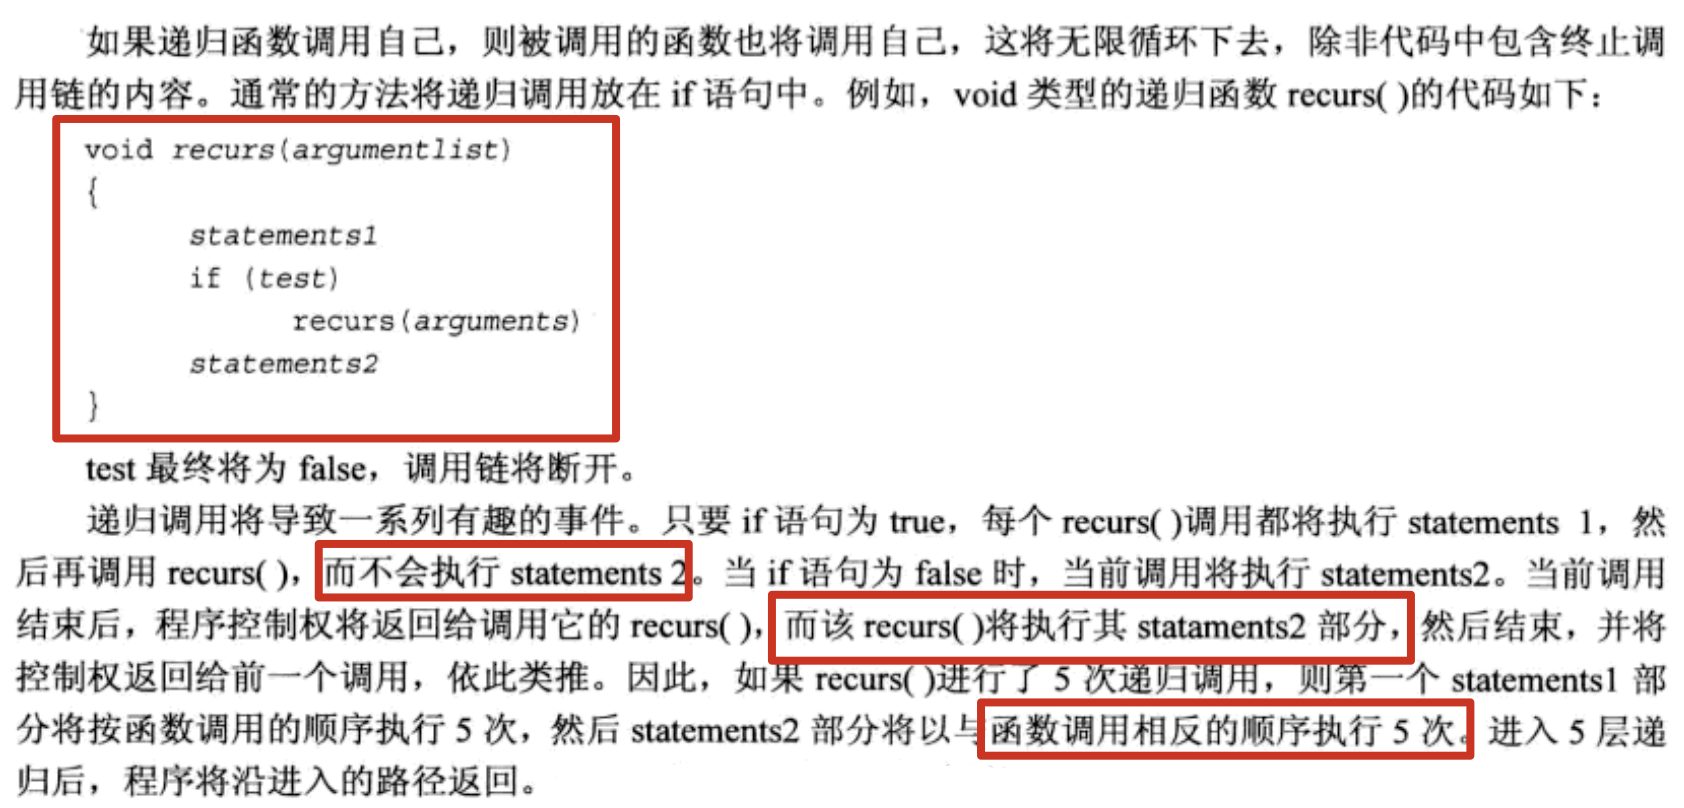 如果递归函数调用自己，则被调用的函数也将调用自己，这将无限循环下去，除非代码中包含终止调
用链的内容。通常的方法将递归调用放在 if 语句中。例如，void 类型的递归函数 recurs( )的代码如下：
void recurs(argumentlist)
{
statements1
if (test)
recurs(arguments)
statements2
}
test 最终将为 false，调用链将断开。
递归调用将导致一系列有趣的事件。只要 if 语句为 true，每个 recurs( )调用都将执行 statements 1，然
后再调用 recurs( )，而不会执行 statements 2。当 if 语句为 false 时，当前调用将执行 statements2。当前调用
结束后，程序控制权将返回给调用它的 recurs( )，而该 recurs( )将执行其 stataments2 部分，然后结束，并将
控制权返回给前一个调用，依此类推。因此，如果 recurs( )进行了 5 次递归调用，则第一个 statements1 部
分将按函数调用的顺序执行 5 次，然后 statements2 部分将以与函数调用相反的顺序执行 5 次。进入 5 层递
归后，程序将沿进入的路径返回。